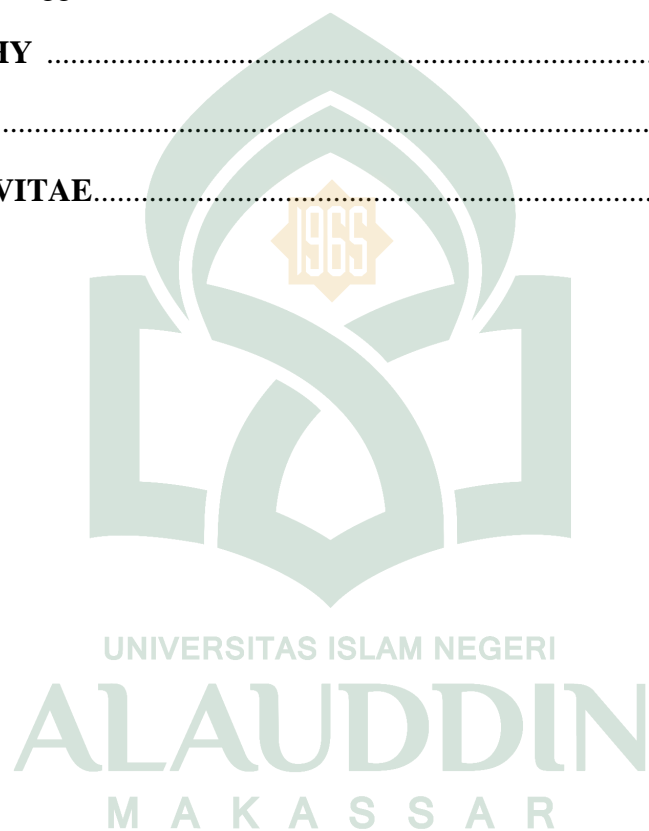 HY ........................................................................................
........................................................................................
VITAE........................................................................................
1965
UNIVERSITAS ISLAM NEGERI
ALAUDDIN
MAKASSAR